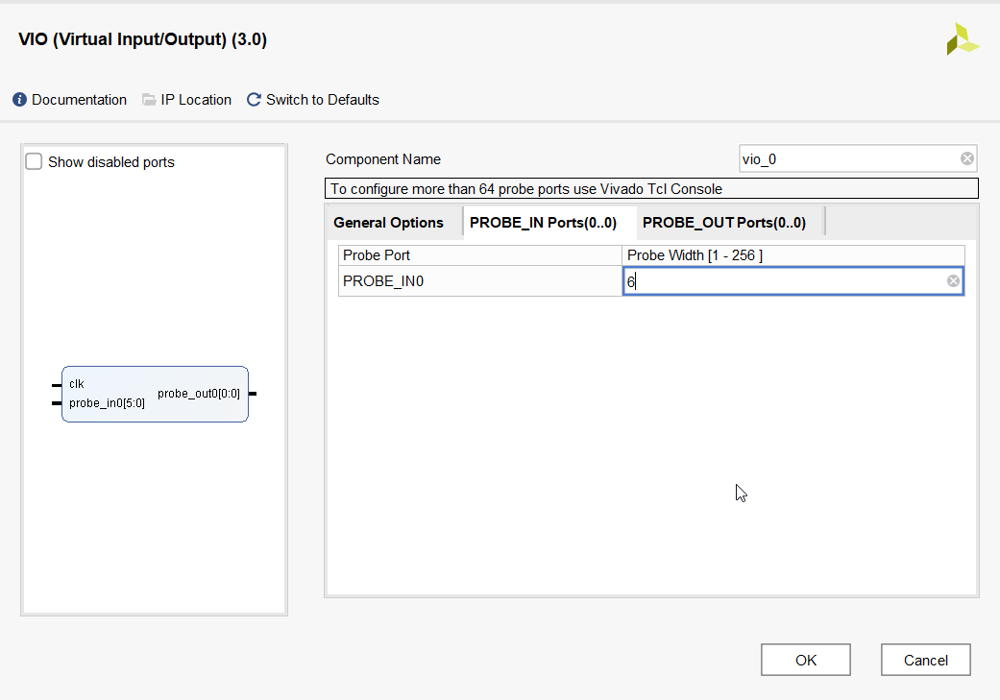 VIO (Virtual Input/Output) (3.0)
Documentation IP Location Switch to Defaults
Show disabled ports
clk
probe_in0[5:0]
probe_out0[0:0]
Component Name vio_0
To configure more than 64 probe ports use Vivado Tcl Console
General Options PROBE_IN Ports(0..0) PROBE_OUT Ports(0..0)
Probe Port Probe Width [1 - 256 ]
PROBE_IN0 6
OK Cancel